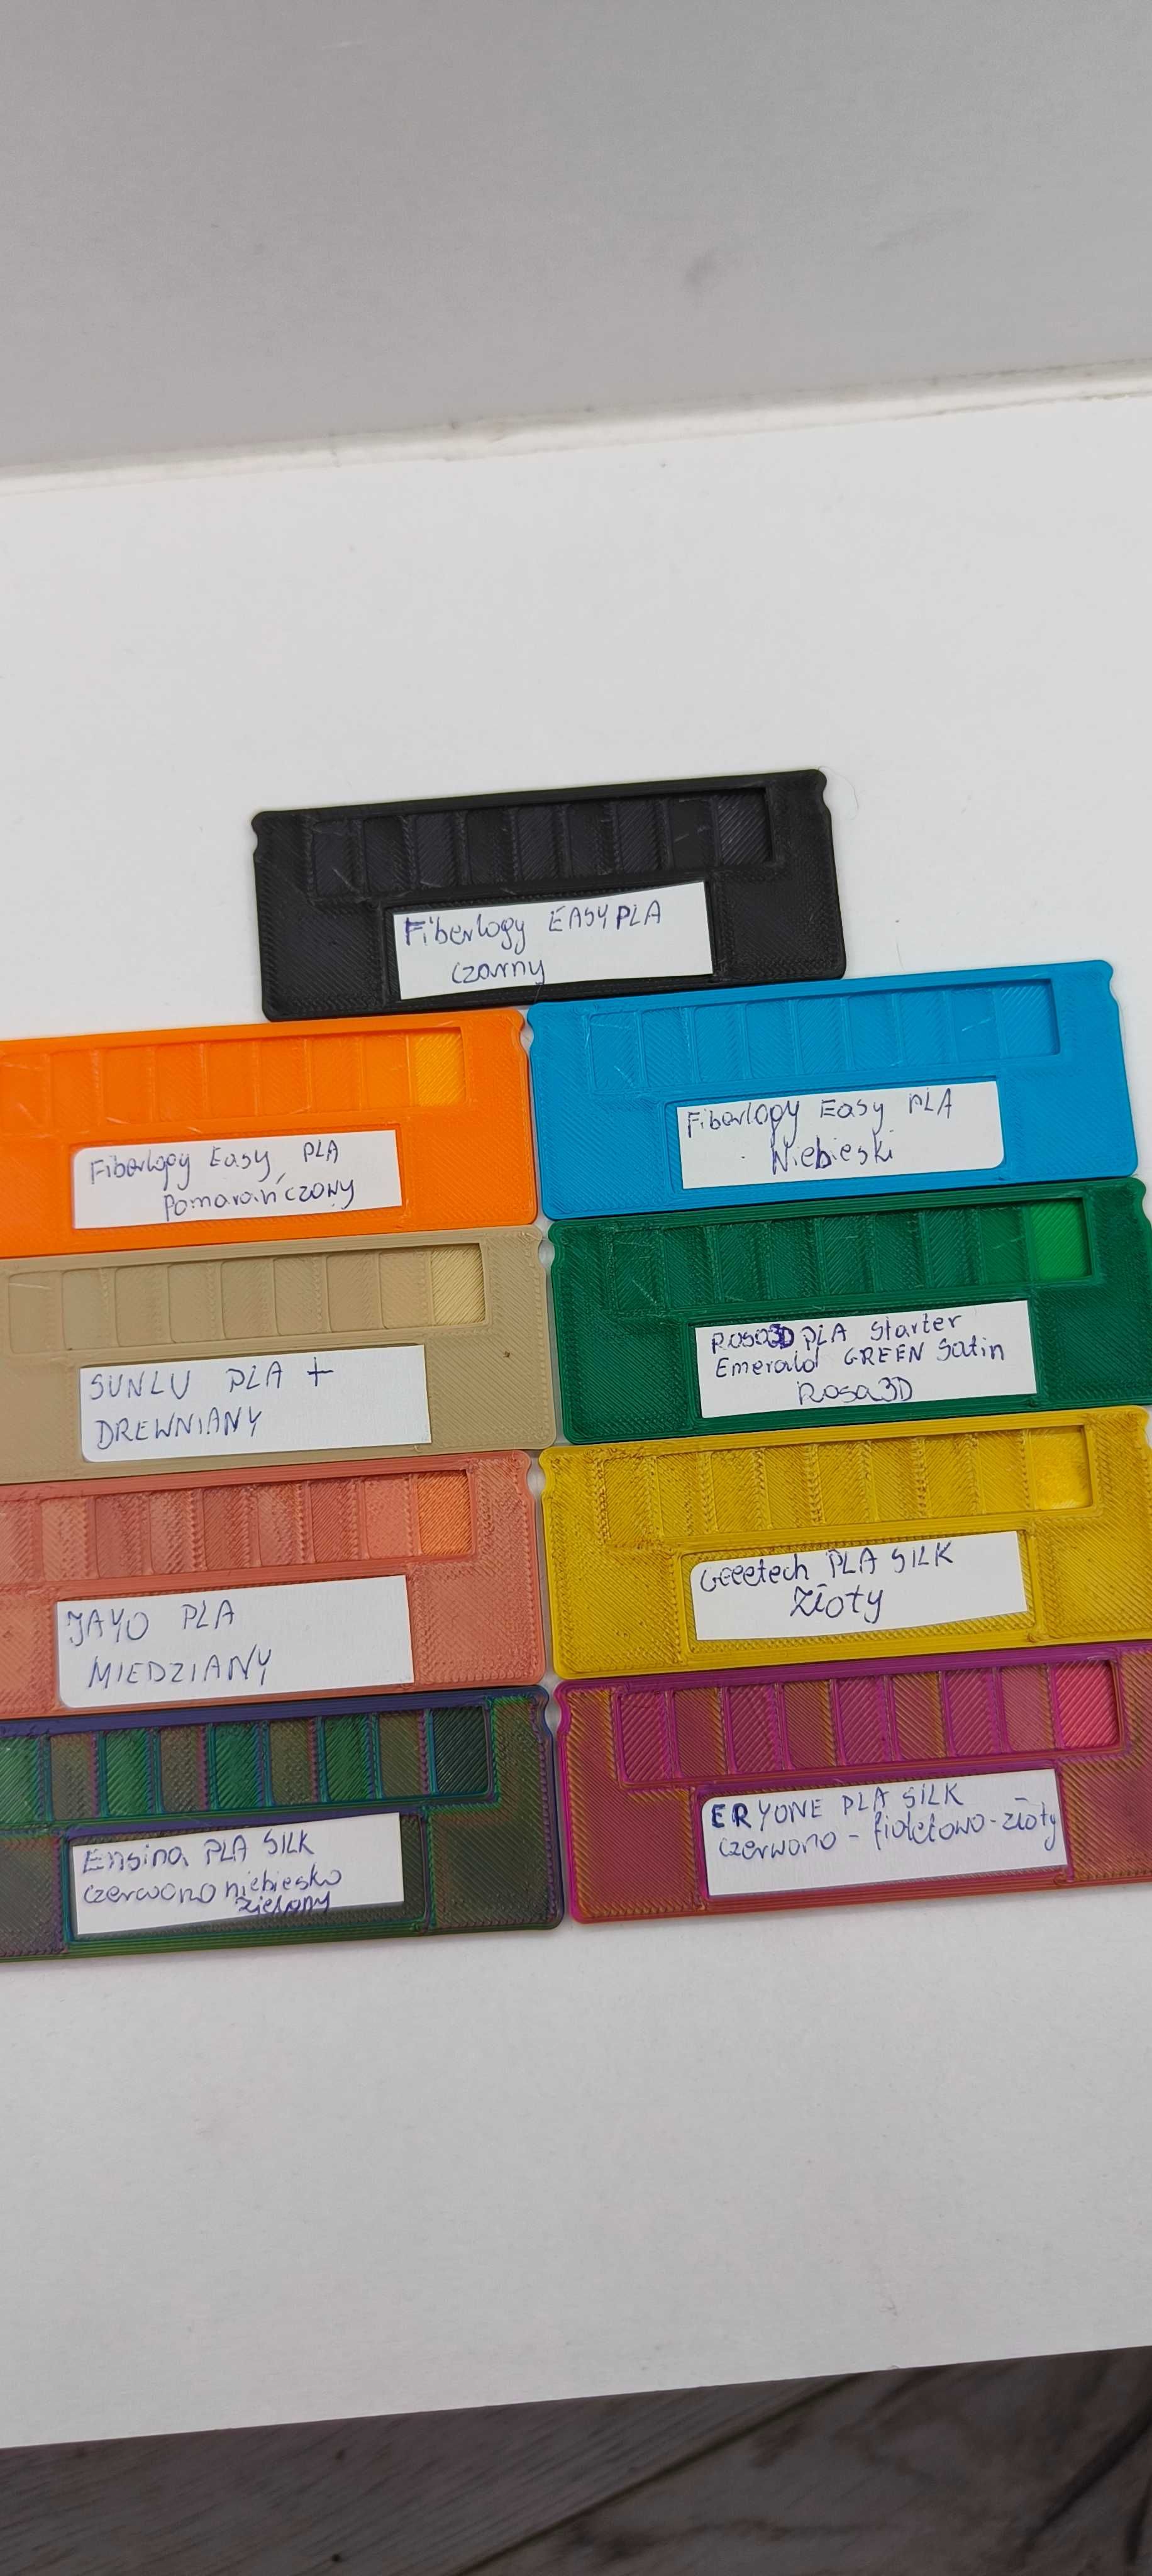 Fiberlogy EASY PLA
czarny
Fiberlogy Easy PLA
Pomarańczowy
Fiberlogy Easy PLA
Niebieski
SUNLU PLA +
DREWNIANY
Rosa3D PLA Starter
Emerald GREEN Satin
Rosa3D
JAYO PLA
MIEDZIANY
Geeetech PLA SILK
Złoty
Ensina PLA SILK
czerwono niebiesko
zielony
ERYONE PLA SILK
czerwono - fioletowo - złoty